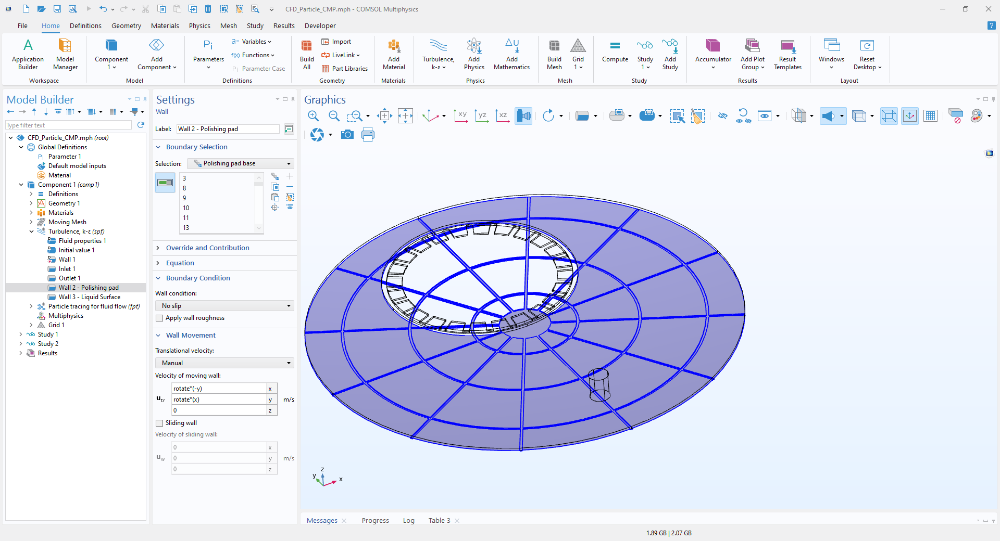 CFD_Particle_CMP.mph - COMSOL Multiphysics
File Home Definitions Geometry Materials Physics Mesh Study Results Developer
Application Builder
Model Manager
Workspace
Component 1
Add Component
Model
Pi
Parameters
a= Variables
f(x) Functions
Pi Parameter Case
Definitions
Build All
Import
LiveLink
Part Libraries
Geometry
Add Material
Materials
Turbulence, k-ε
Add Physics
Δu
Add Mathematics
Physics
Build Mesh
Grid 1
Mesh
Compute
Study 1
Add Study
Study
Accumulator
Add Plot Group
Result Templates
Results
Windows
Reset Desktop
Layout
Model Builder
Type filter text
CFD_Particle_CMP.mph (root)
Global Definitions
Pi Parameter 1
Default model inputs
Material
Component 1 (comp1)
Definitions
Geometry 1
Materials
Moving Mesh
Turbulence, k-ε (spf)
Fluid properties 1
Initial value 1
Wall 1
Inlet 1
Outlet 1
Wall 2 - Polishing pad
Wall 3 - Liquid Surface
Particle tracing for fluid flow (fpt)
Multiphysics
Grid 1
Study 1
Study 2
Results
Settings
Wall
Label: Wall 2 - Polishing pad
Boundary Selection
Selection: Polishing pad base
3
8
9
10
11
13
Override and Contribution
Equation
Boundary Condition
Wall condition:
No slip
Apply wall roughness
Wall Movement
Translational velocity:
Manual
Velocity of moving wall:
rotate*(-y) x
utr rotate*(x) y m/s
0 z
Sliding wall
Velocity of sliding wall:
0 x
uw 0 y m/s
0 z
Graphics
xy yz xz
z
y
x
Messages Progress Log Table 3
1.89 GB | 2.07 GB